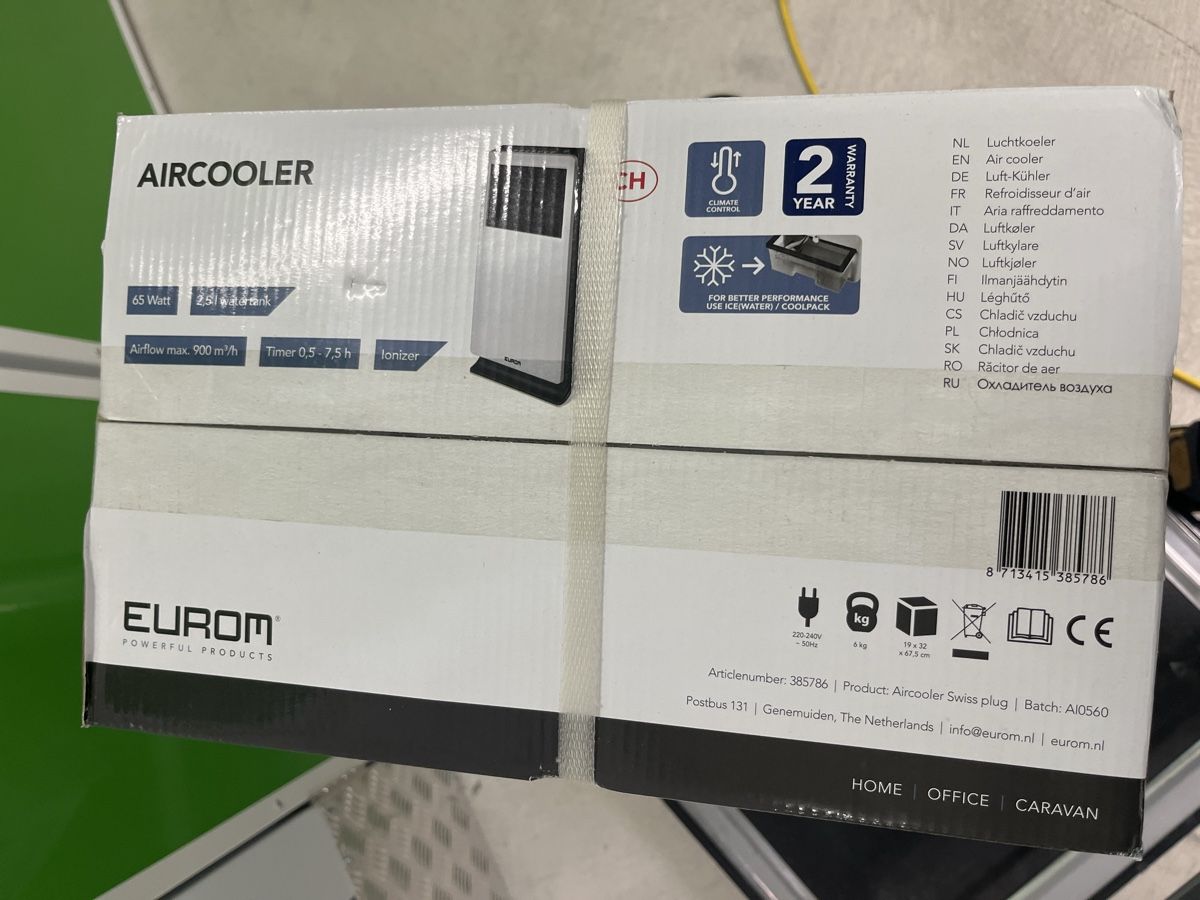 AIRCOOLER
65 Watt
2,5 l watertank
Airflow max. 900 m³/h
Timer 0,5 - 7,5 h
Ionizer
EUROM
CH
CLIMATE
CONTROL
2
YEAR
WARRANTY
FOR BETTER PERFORMANCE
USE ICE(WATER) / COOLPACK
NL Luchtkoeler
EN Air cooler
DE Luft-Kühler
FR Refroidisseur d'air
IT Aria raffreddamento
DA Luftkøler
SV Luftkylare
NO Luftkjøler
FI Ilmanjäähdytin
HU Léghűtő
CS Chladič vzduchu
PL Chłodnica
SK Chladič vzduchu
RO Răcitor de aer
RU Охладитель воздуха
8 713415 385786
EUROM®
POWERFUL PRODUCTS
220-240V
~ 50Hz
kg
6 kg
19 x 32
x 67,5 cm
CE
Articlenumber: 385786 | Product: Aircooler Swiss plug | Batch: AI0560
Postbus 131 | Genemuiden, The Netherlands | info@eurom.nl | eurom.nl
HOME | OFFICE | CARAVAN